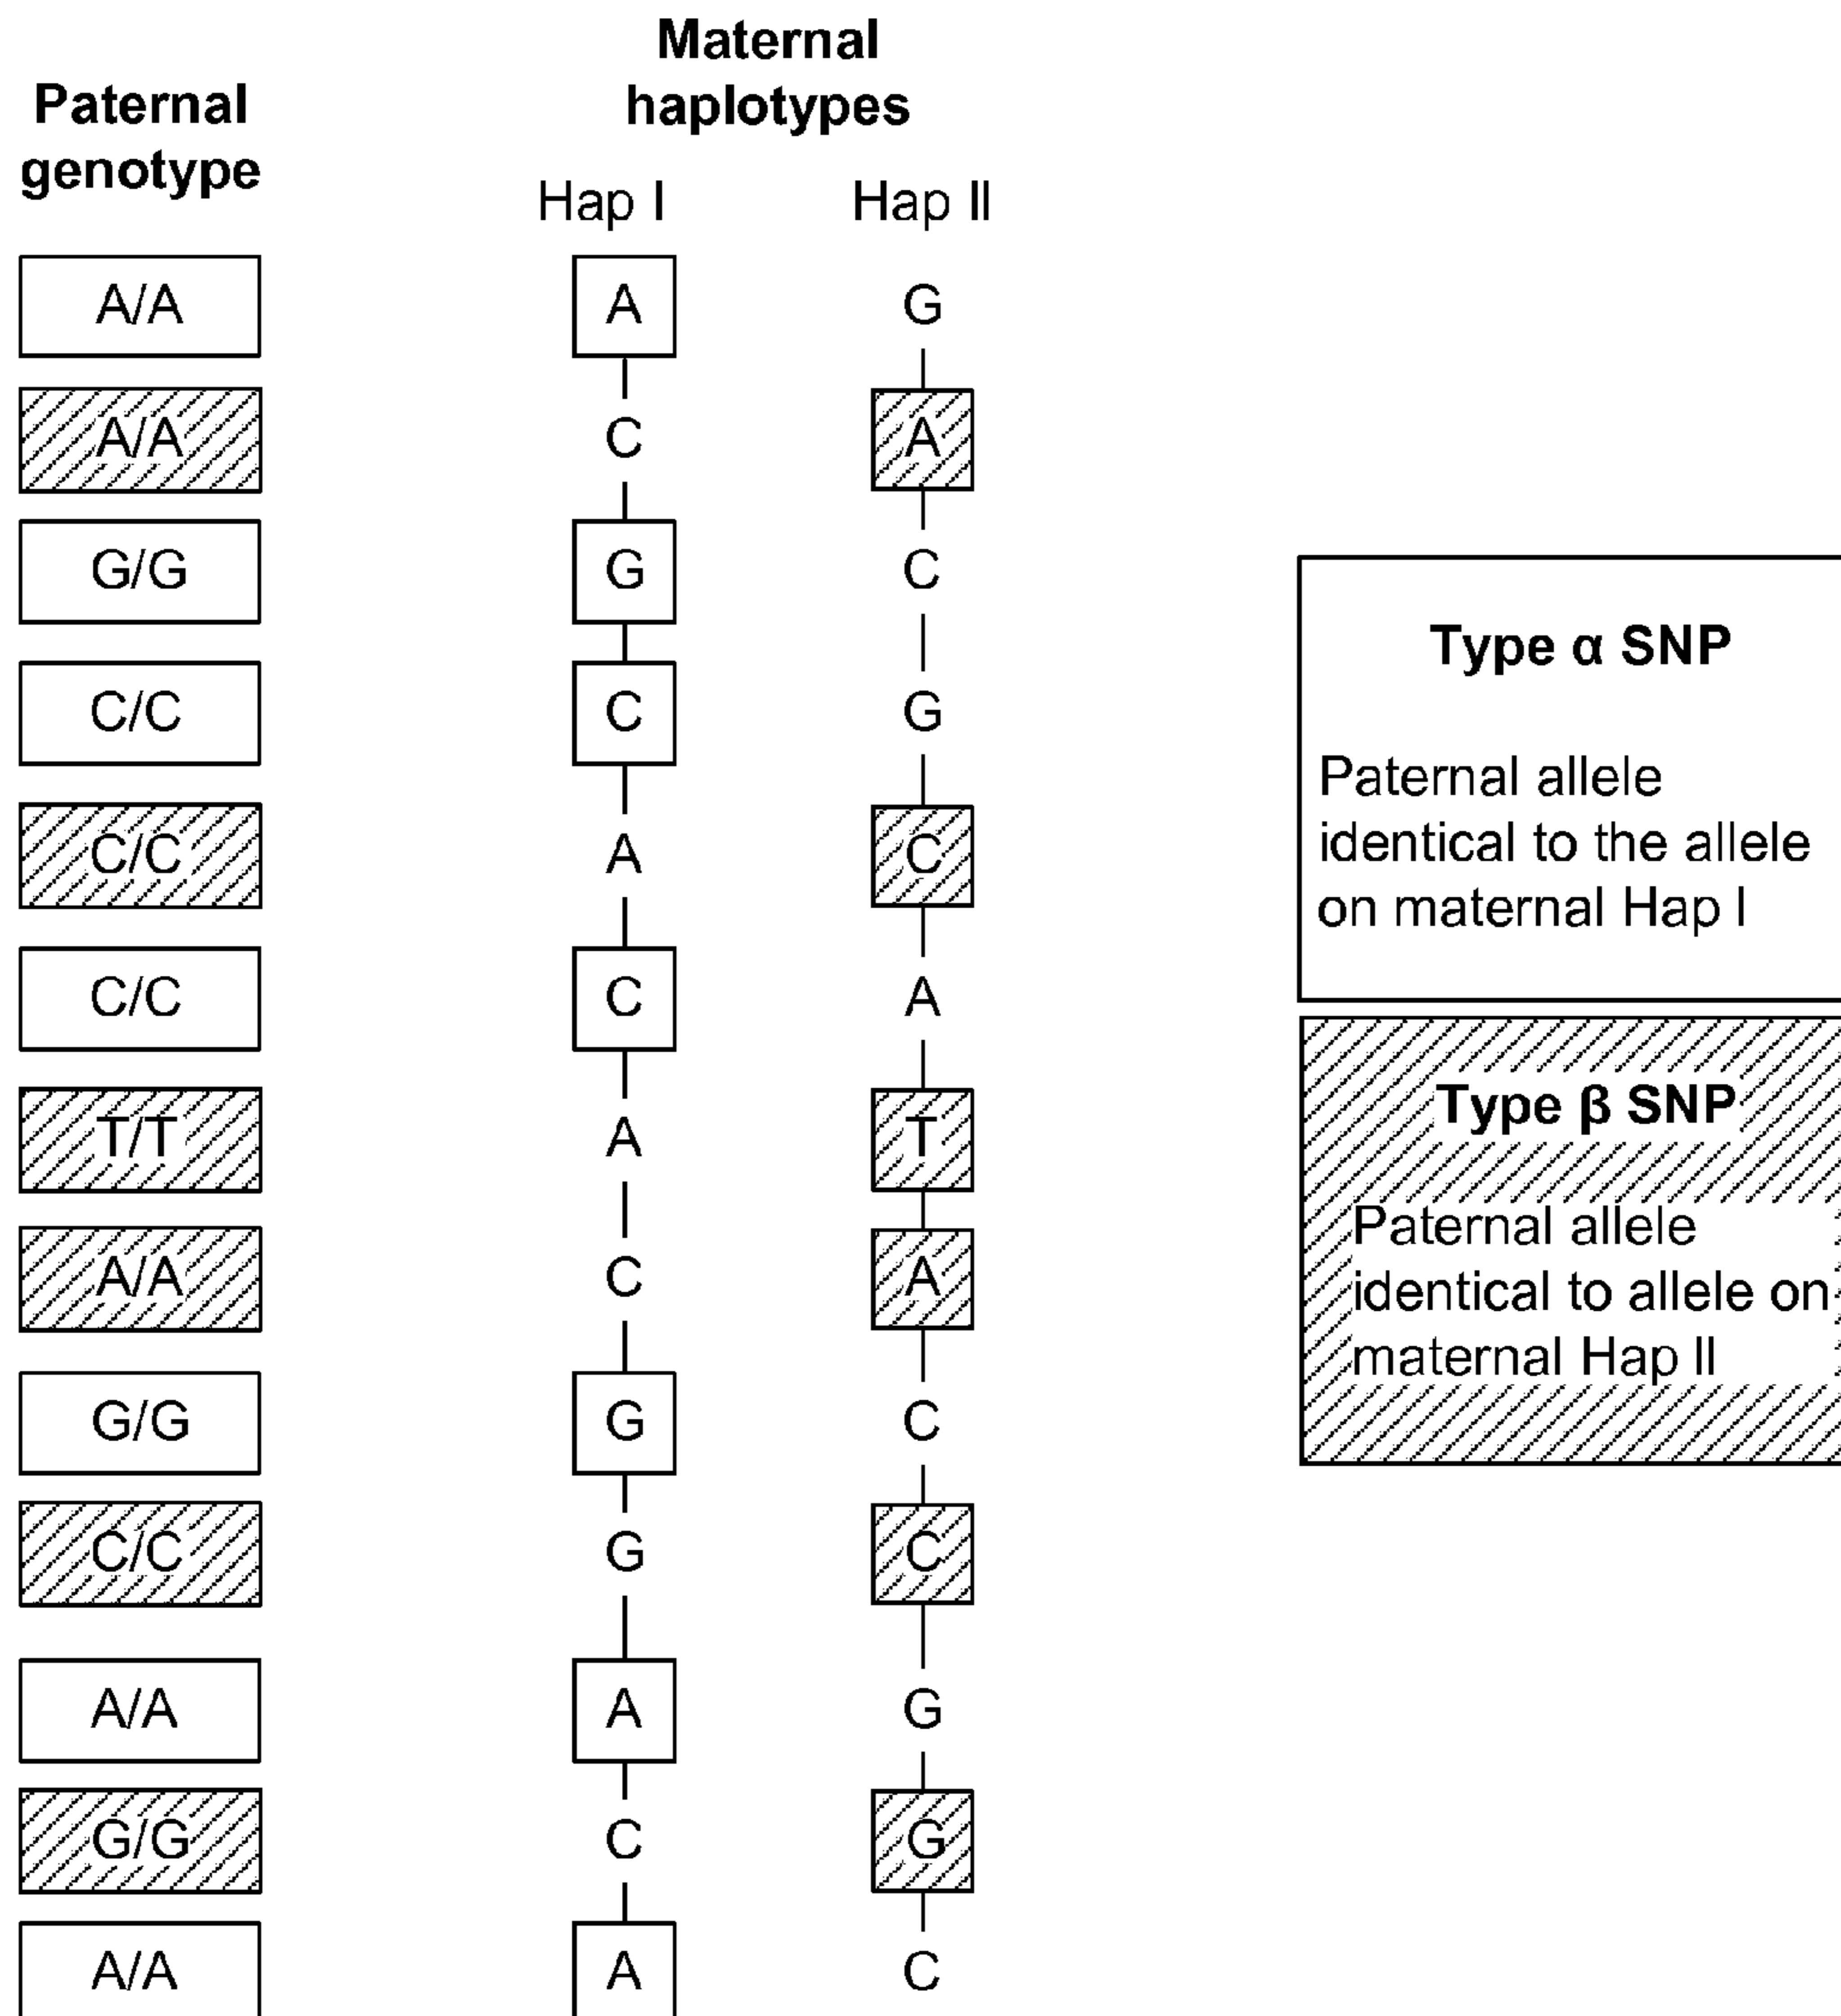 Paternal
genotype
Maternal
haplotypes
Hap I Hap II
A/A A G
A/A C A
G/G G C
C/C C G
C/C A C
C/C C A
T/T A T
A/A C A
G/G G C
C/C G C
A/A A G
G/G C G
A/A A C
Type α SNP
Paternal allele
identical to the allele
on maternal Hap I
Type β SNP
Paternal allele
identical to allele on
maternal Hap II